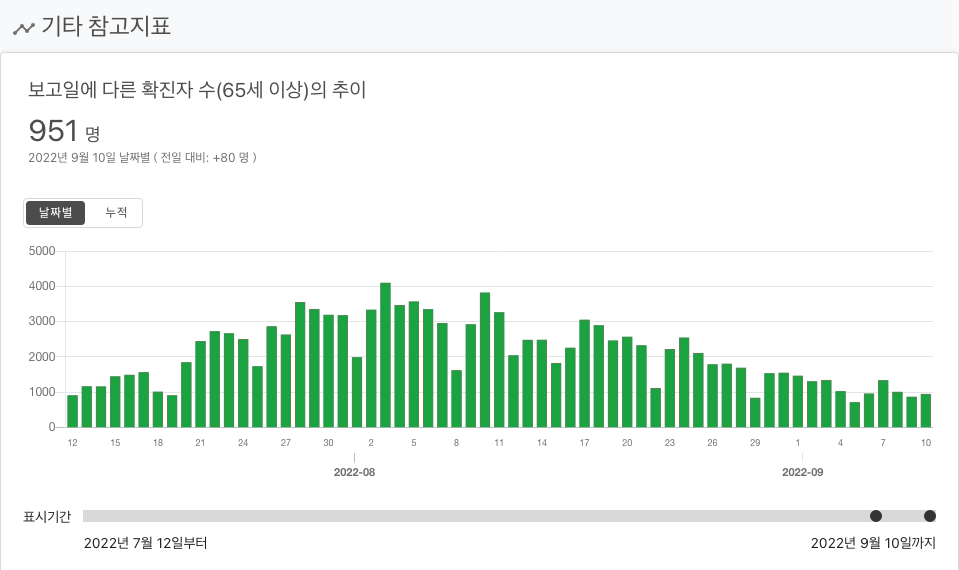 기타 참고지표
보고일에 다른 확진자 수(65세 이상)의 추이
951 명
2022년 9월 10일 날짜별 ( 전일 대비: +80 명 )
날짜별 누적
5000
4000
3000
2000
1000
0
12 15 18 21 24 27 30 2 5 8 11 14 17 20 23 26 29 1 4 7 10
2022-08 2022-09
표시기간
2022년 7월 12일부터 2022년 9월 10일까지